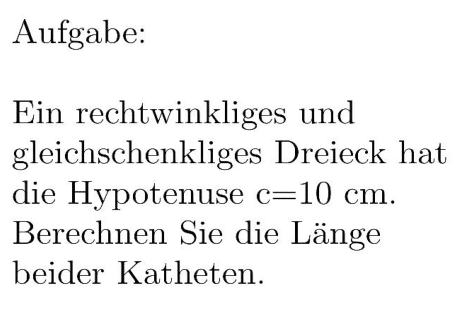 Aufgabe:
Ein rechtwinkliges und
gleichschenkliges Dreieck hat
die Hypotenuse c=10 cm.
Berechnen Sie die Länge
beider Katheten.